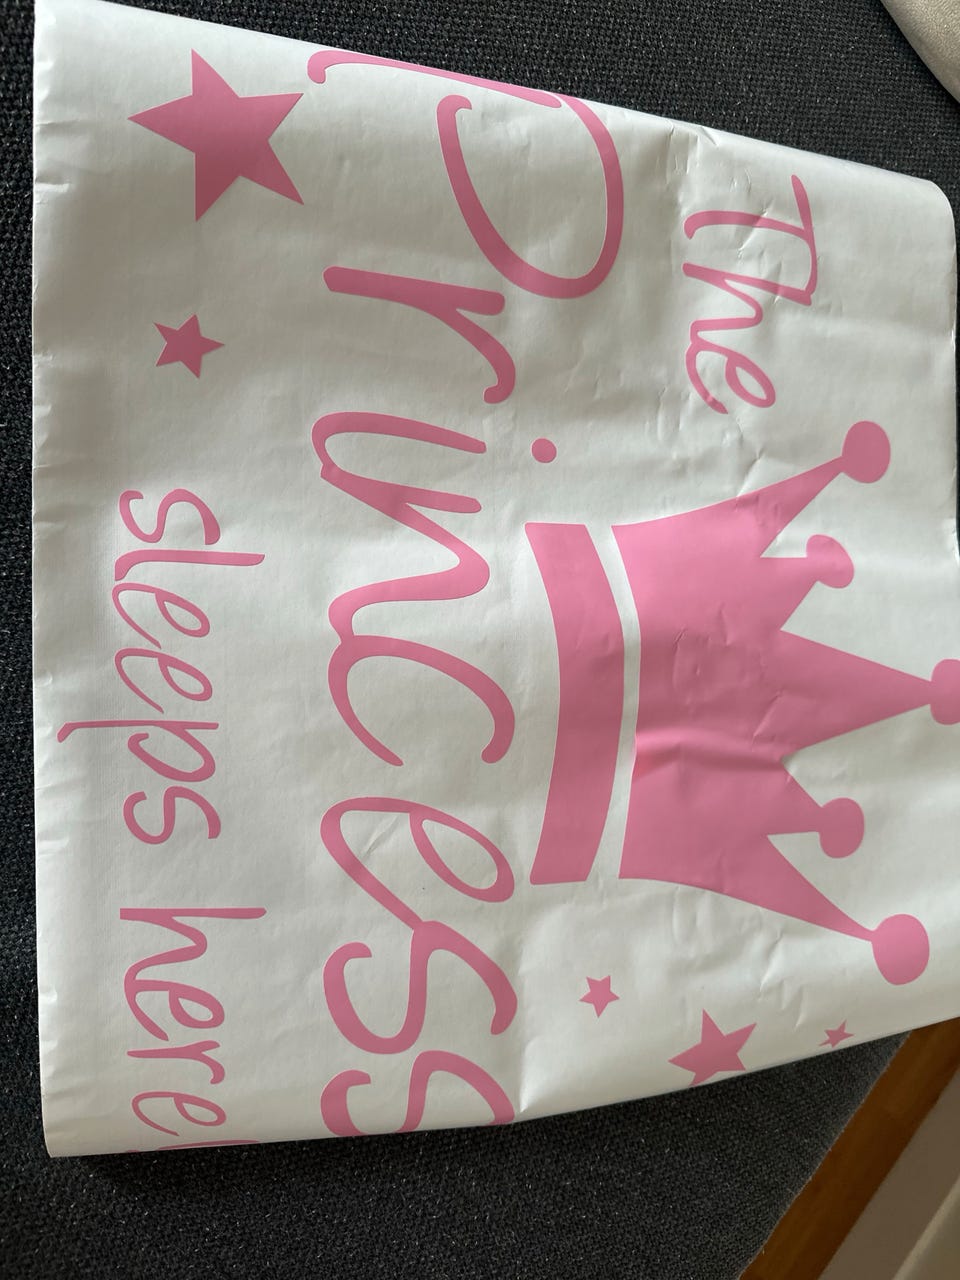 The
Princess
sleeps here